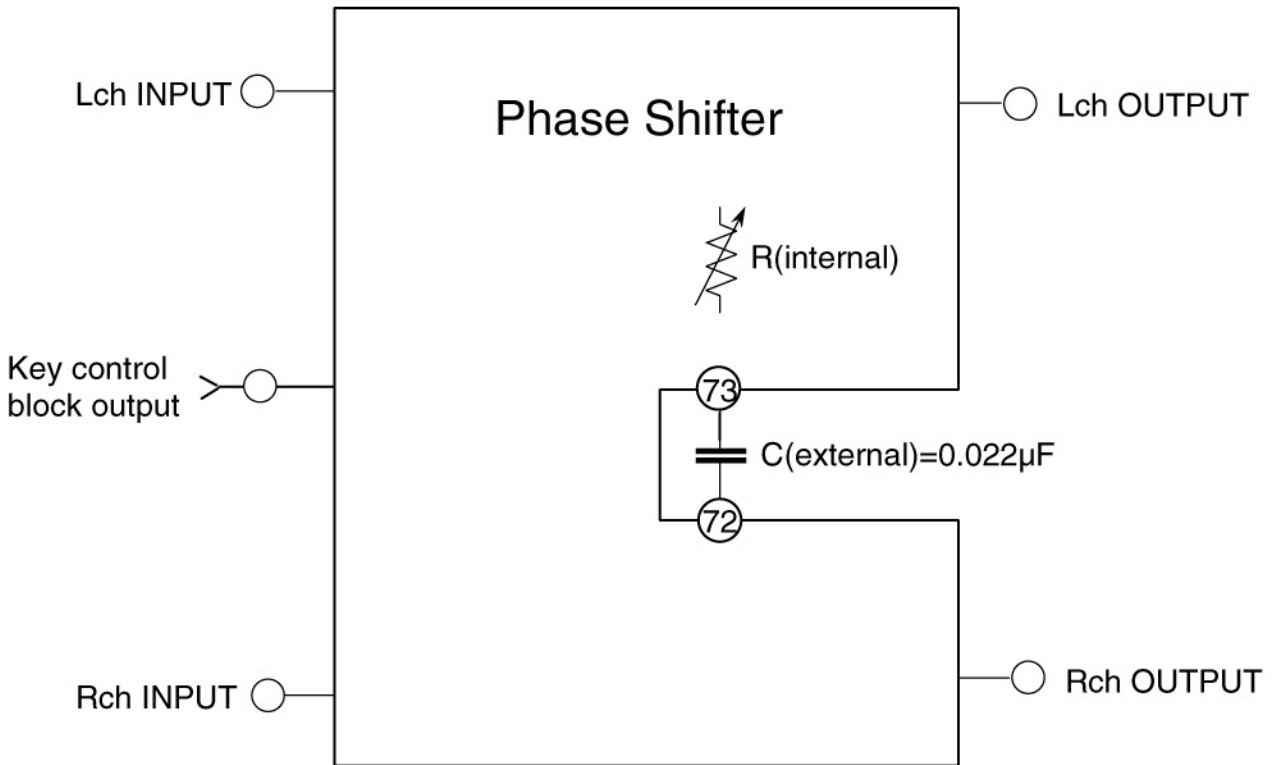 Lch INPUT
Phase Shifter
Lch OUTPUT
R(internal)
Key control
block output
73
C(external)=0.022μF
72
Rch INPUT
Rch OUTPUT